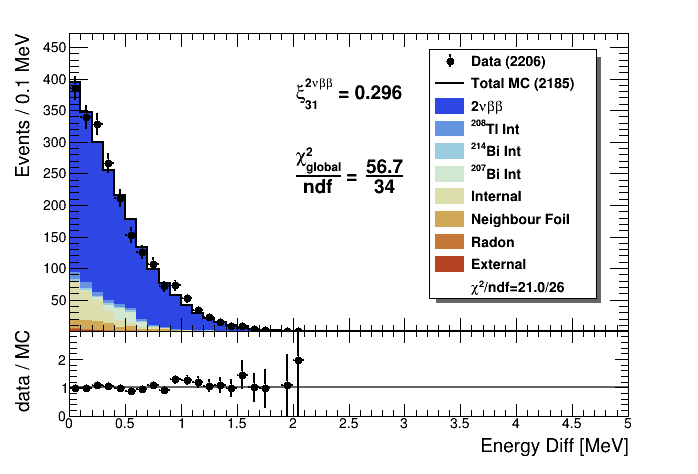 Events / 0.1 MeV
450
400
350
300
250
200
150
100
50
ξ₃₁²ᵛᵝᵝ = 0.296
χ²global / ndf = 56.7 / 34
Data (2206)
Total MC (2185)
2νββ
²⁰⁸Tl Int
²¹⁴Bi Int
²⁰⁷Bi Int
Internal
Neighbour Foil
Radon
External
χ²/ndf=21.0/26
data / MC
2
1
0
0 0.5 1 1.5 2 2.5 3 3.5 4 4.5 5
Energy Diff [MeV]